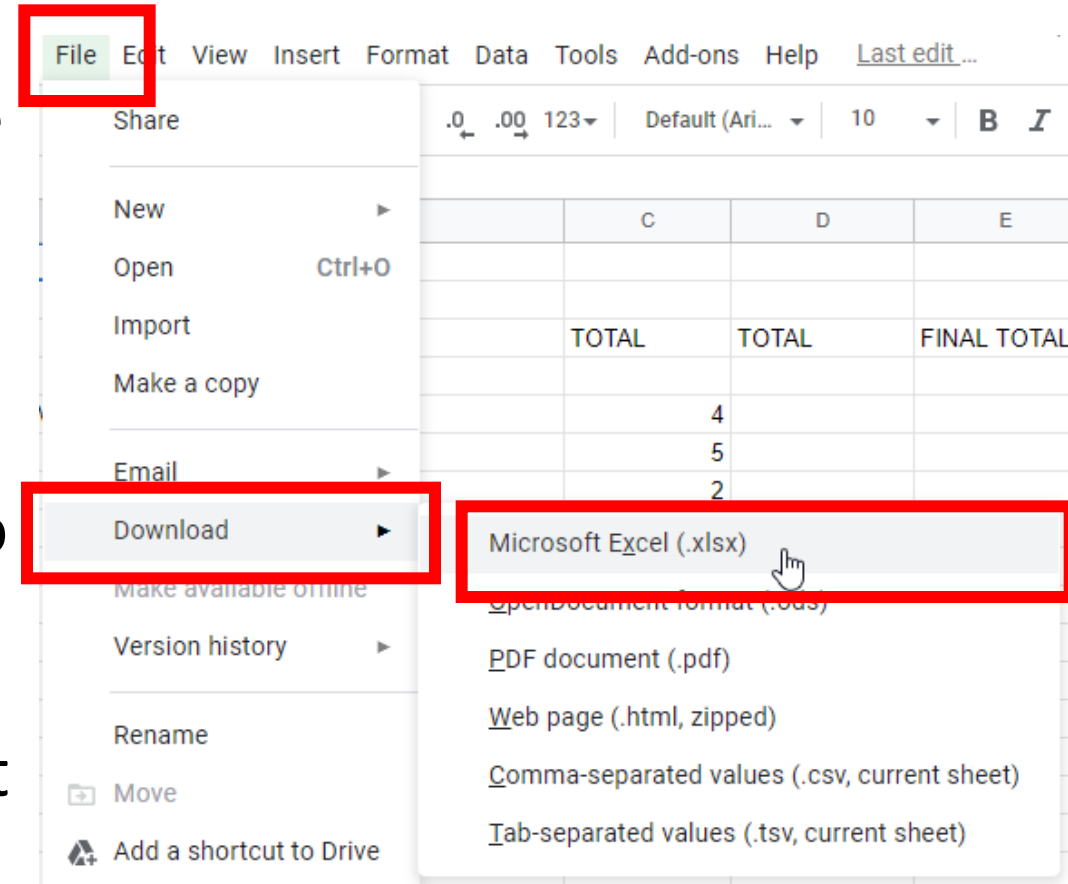 File Edit View Insert Format Data Tools Add-ons Help Last edit ...
Share
.0 .00 123 Default (Ari... 10 B I
New
C D E
Open Ctrl+O
Import
TOTAL TOTAL FINAL TOTAL
Make a copy
4
5
Email
2
Download
Microsoft Excel (.xlsx)
Make available offline
OpenDocument format (.ods)
Version history
PDF document (.pdf)
Web page (.html, zipped)
Rename
Comma-separated values (.csv, current sheet)
Move
Tab-separated values (.tsv, current sheet)
Add a shortcut to Drive